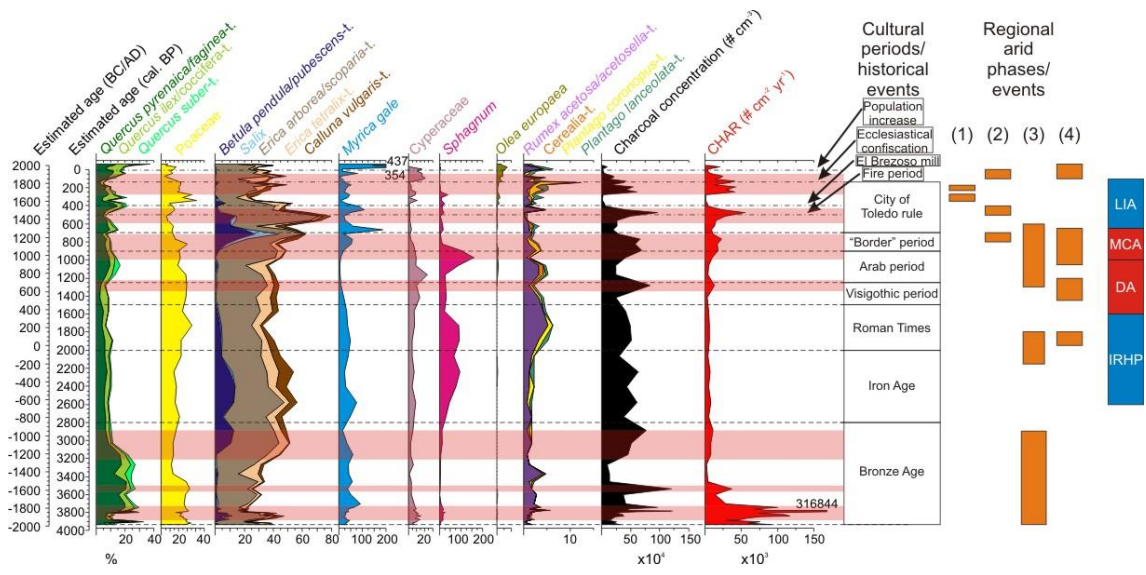 Estimated age (BC/AD)
Estimated age (cal. BP)
Quercus pyrenaica/faginea-t.
Quercus ilex/coccifera-t.
Quercus suber-t.
Poaceae
Betula pendula/pubescens-t.
Salix
Erica arborea/scoparia-t.
Erica tetralix-t.
Calluna vulgaris-t.
Myrica gale
Cyperaceae
Sphagnum
Olea europaea
Rumex acetosa/acetosella-t.
Cerealia-t.
Plantago coronopus-t.
Plantago lanceolata-t.
Charcoal concentration (# cm-3)
CHAR (# cm-2 yr-1)
Cultural
periods/
historical
events
Regional
arid
phases/
events
Population
increase
Ecclesiastical
confiscation
El Brezoso mill
Fire period
City of
Toledo rule
"Border" period
Arab period
Visigothic period
Roman Times
Iron Age
Bronze Age
(1) (2) (3) (4)
LIA
MCA
DA
IRHP
437
354
316844
2000 0
1800 200
1600 400
1400 600
1200 800
1000 1000
800 1200
600 1400
400 1600
200 1800
0 2000
-200 2200
-400 2400
-600 2600
-800 2800
-1000 3000
-1200 3200
-1400 3400
-1600 3600
-1800 3800
-2000 4000
20 40 20 40 20 40 60 80 100 200 20 100 200 10 50 100 150 50 100 150
% x10⁴ x10³